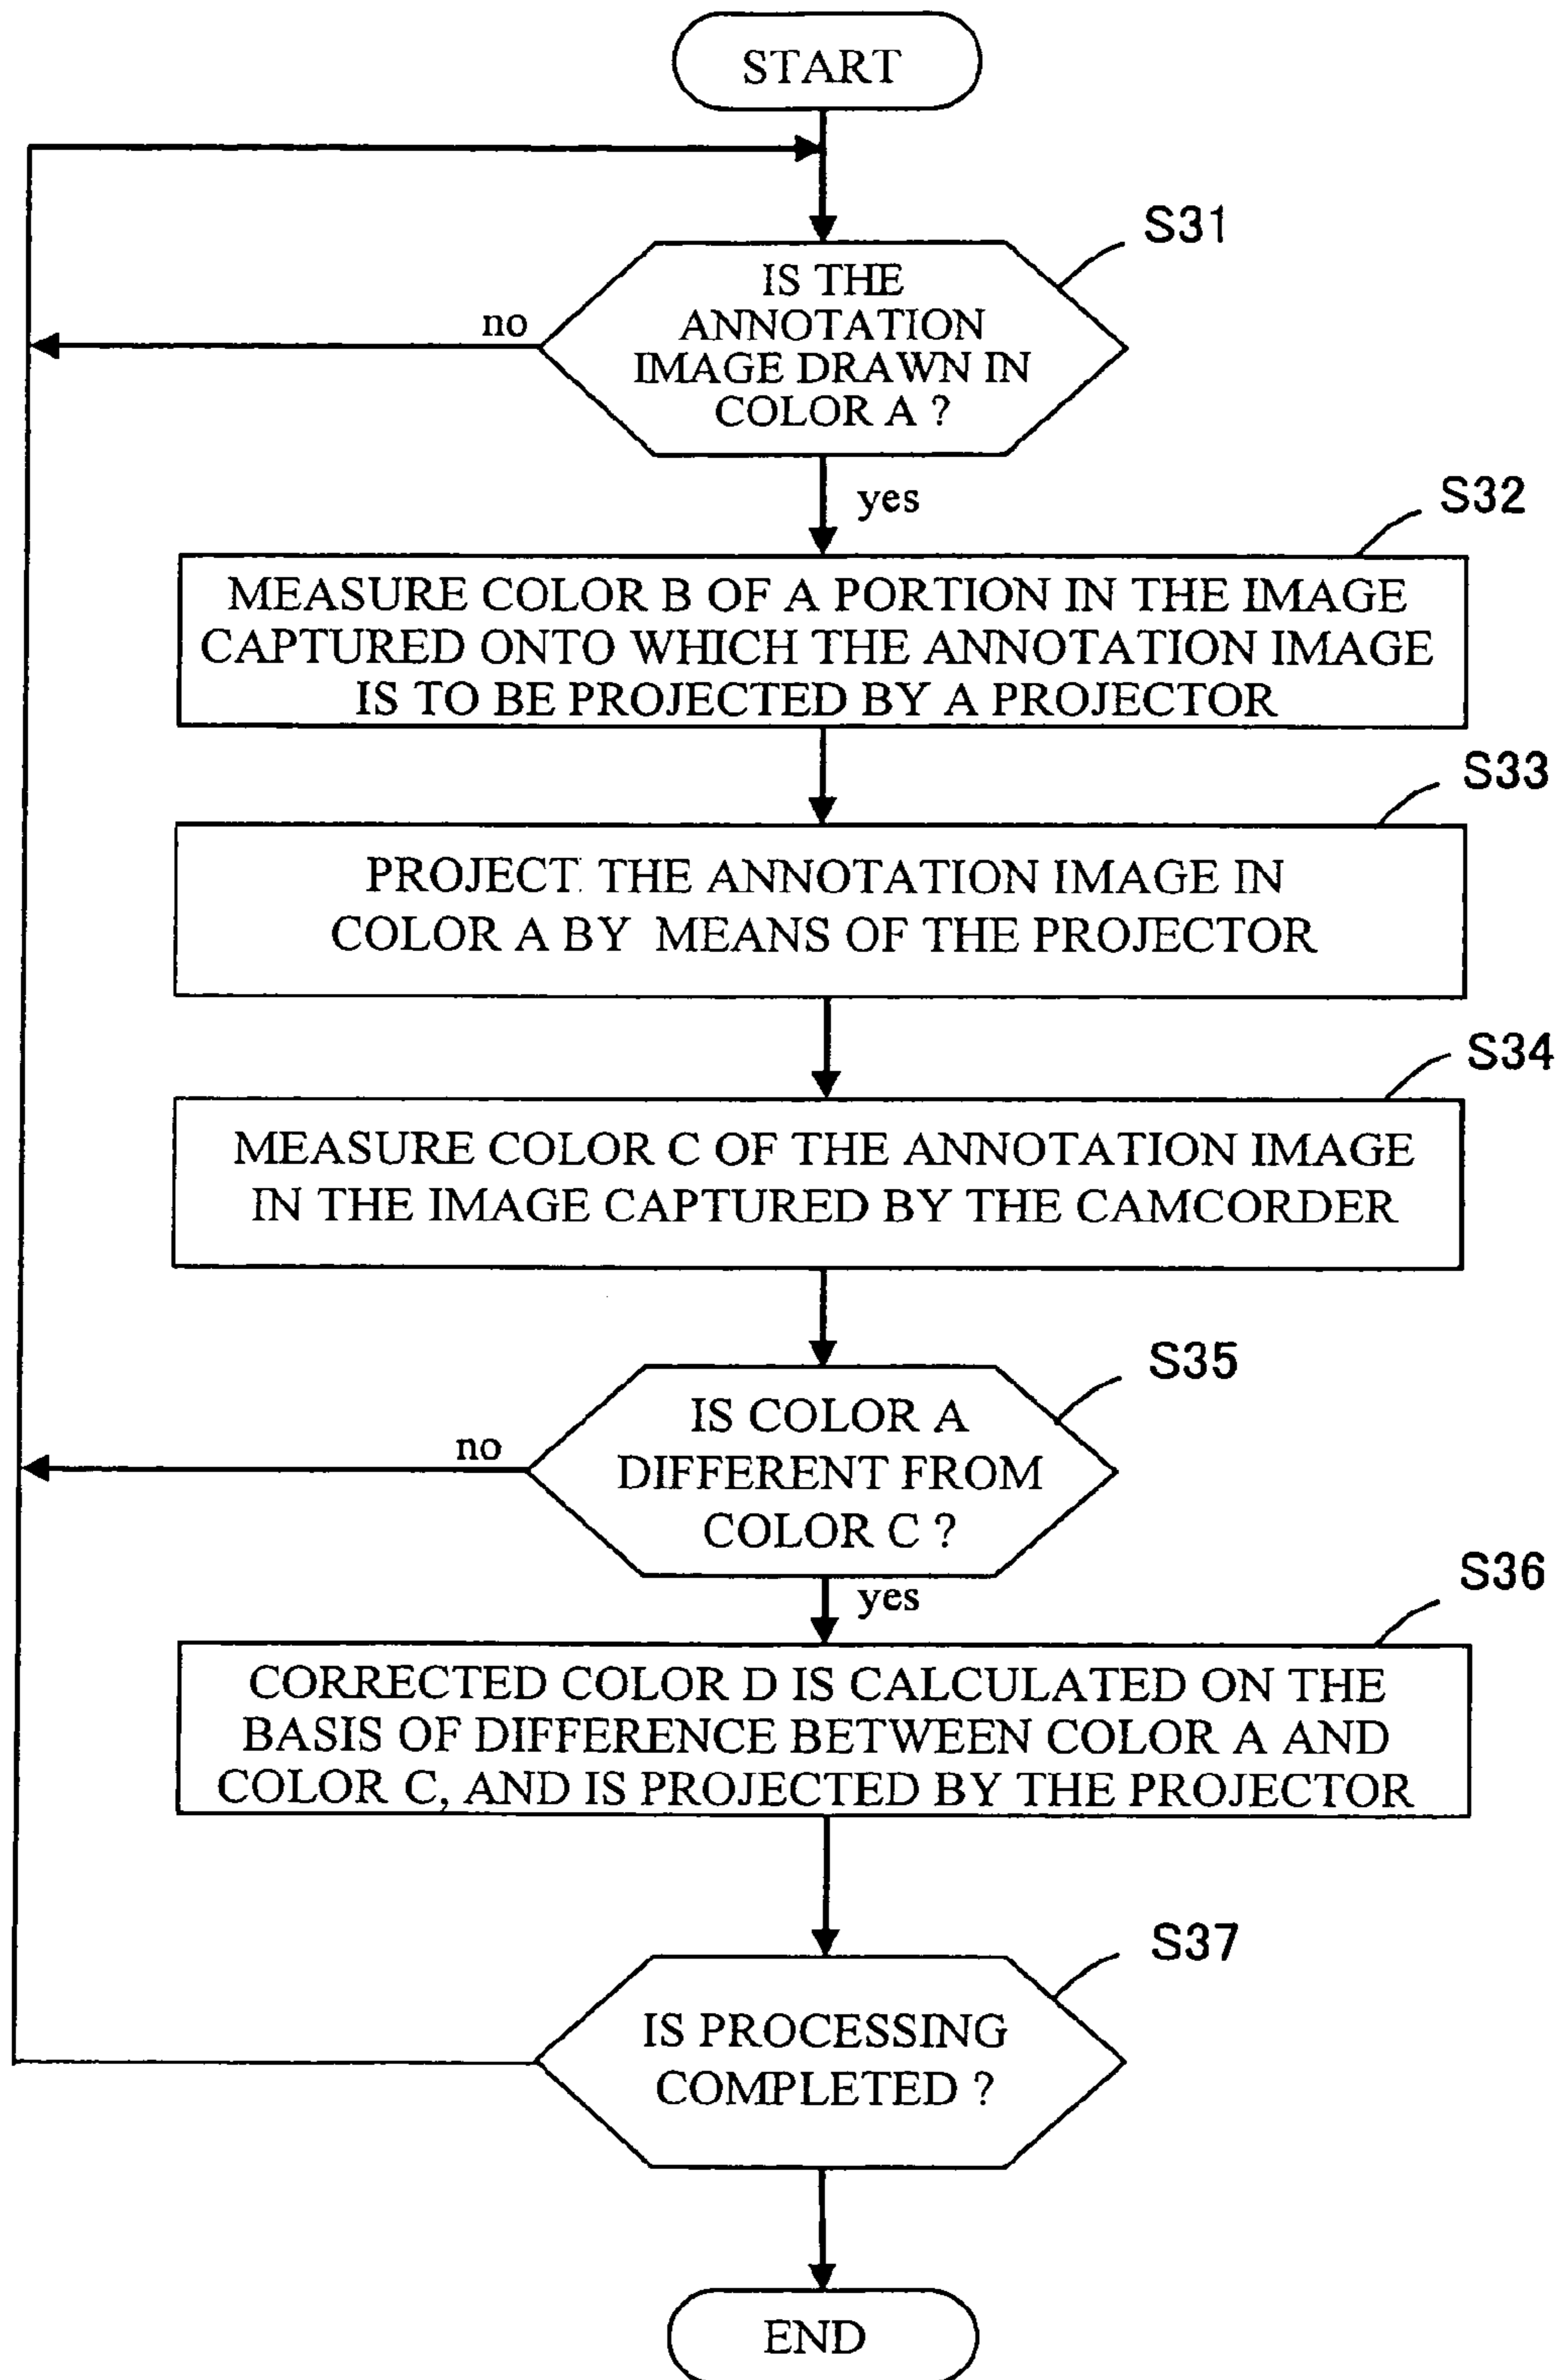 START
S31
IS THE
ANNOTATION
IMAGE DRAWN IN
COLOR A ?
no
yes
S32
MEASURE COLOR B OF A PORTION IN THE IMAGE
CAPTURED ONTO WHICH THE ANNOTATION IMAGE
IS TO BE PROJECTED BY A PROJECTOR
S33
PROJECT THE ANNOTATION IMAGE IN
COLOR A BY MEANS OF THE PROJECTOR
S34
MEASURE COLOR C OF THE ANNOTATION IMAGE
IN THE IMAGE CAPTURED BY THE CAMCORDER
S35
IS COLOR A
DIFFERENT FROM
COLOR C ?
no
yes
S36
CORRECTED COLOR D IS CALCULATED ON THE
BASIS OF DIFFERENCE BETWEEN COLOR A AND
COLOR C, AND IS PROJECTED BY THE PROJECTOR
S37
IS PROCESSING
COMPLETED ?
END